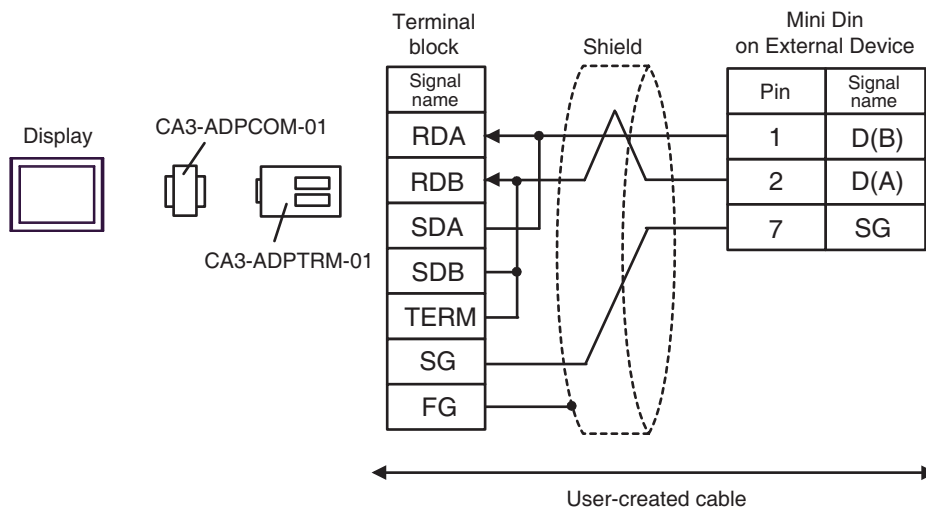 Display
CA3-ADPCOM-01
CA3-ADPTRM-01
Terminal
block
Signal
name
RDA
RDB
SDA
SDB
TERM
SG
FG
Shield
Mini Din
on External Device
Pin Signal
name
1 D(B)
2 D(A)
7 SG
User-created cable